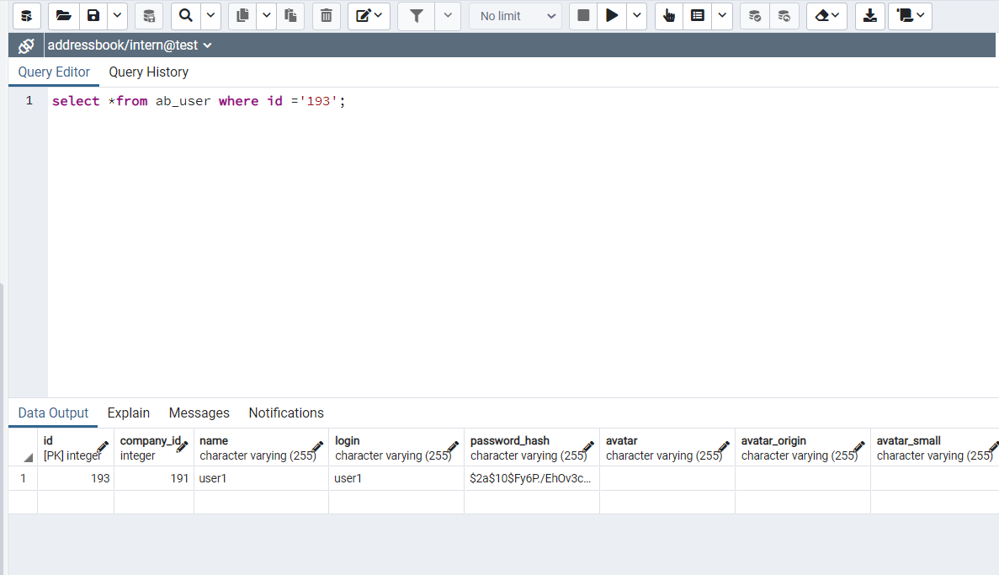 No limit
addressbook/intern@test
Query Editor Query History
1 select *from ab_user where id ='193';
Data Output Explain Messages Notifications
id company_id name login password_hash avatar avatar_origin avatar_small
[PK] integer integer character varying (255) character varying (255) character varying (255) character varying (255) character varying (255) character varying (255)
1 193 191 user1 user1 $2a$10$Fy6P./EhOv3c...